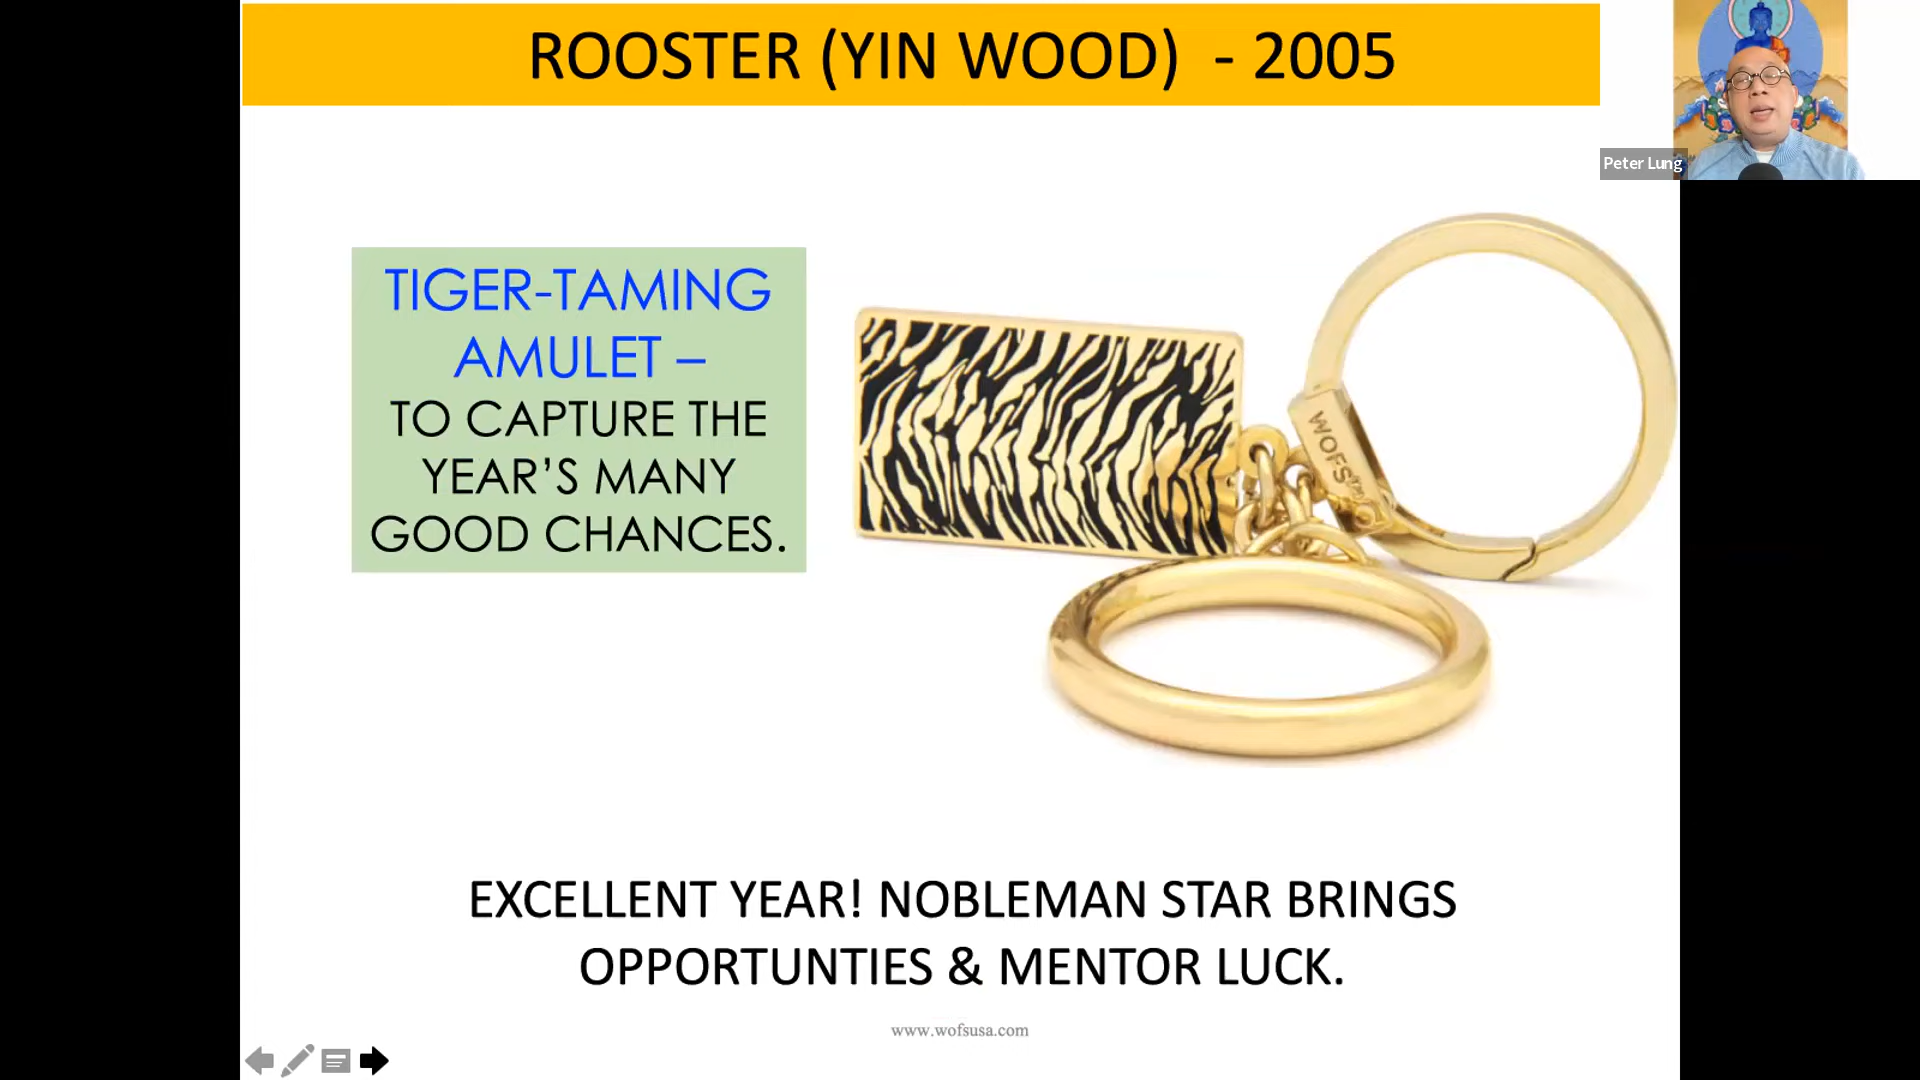 ROOSTER (YIN WOOD) - 2005
Peter Lung
TIGER-TAMING
AMULET –
TO CAPTURE THE
YEAR’S MANY
GOOD CHANCES.
WOFS
EXCELLENT YEAR! NOBLEMAN STAR BRINGS
OPPORTUNTIES & MENTOR LUCK.
www.wofsusa.com